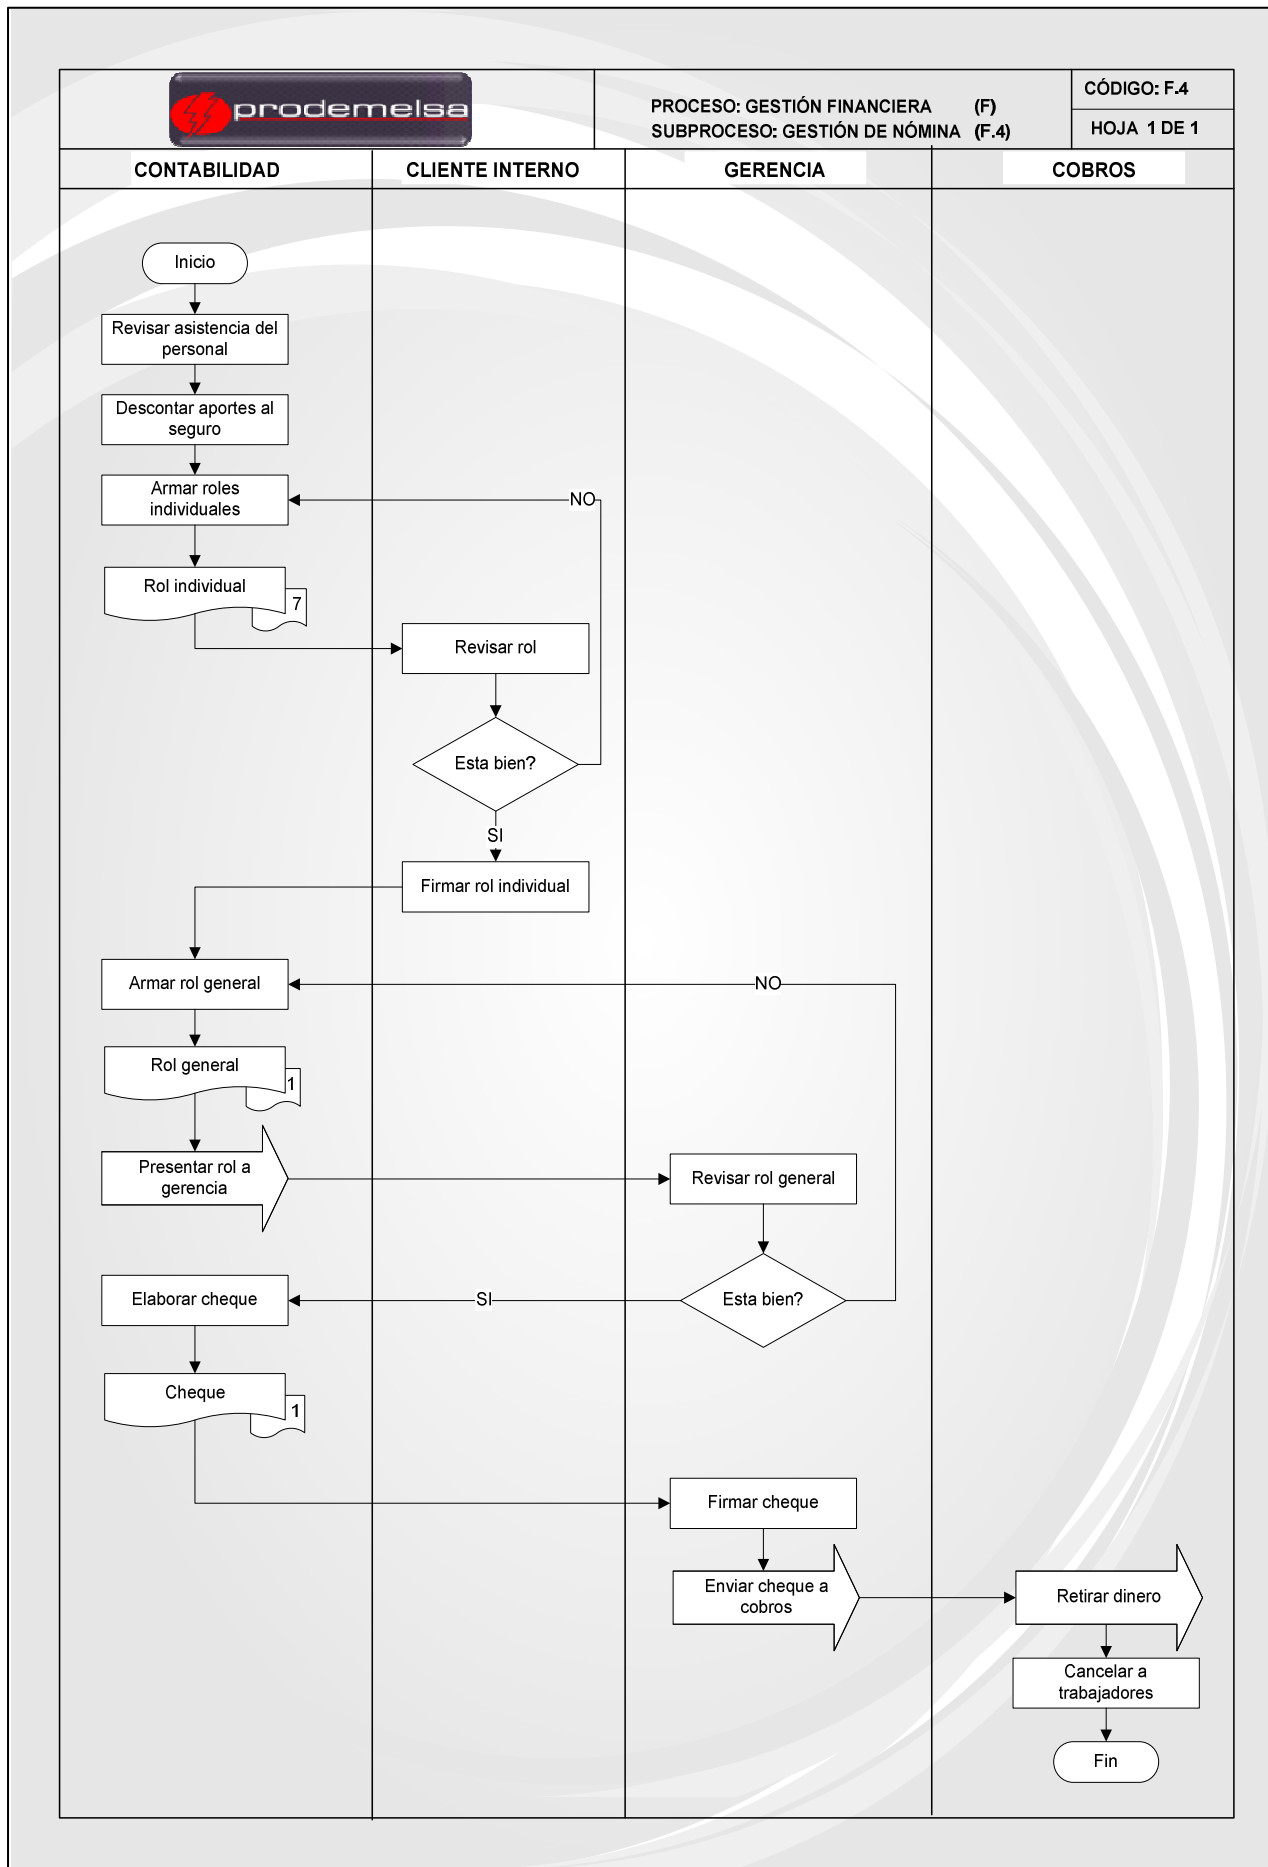 prodemelsa
PROCESO: GESTIÓN FINANCIERA (F)
SUBPROCESO: GESTIÓN DE NÓMINA (F.4)
CÓDIGO: F.4
HOJA 1 DE 1
CONTABILIDAD
CLIENTE INTERNO
GERENCIA
COBROS
Inicio
Revisar asistencia del
personal
Descontar aportes al
seguro
Armar roles
individuales
NO
Rol individual
7
Revisar rol
Esta bien?
SI
Firmar rol individual
Armar rol general
NO
Rol general
1
Presentar rol a
gerencia
Revisar rol general
Elaborar cheque
SI
Esta bien?
Cheque
1
Firmar cheque
Enviar cheque a
cobros
Retirar dinero
Cancelar a
trabajadores
Fin